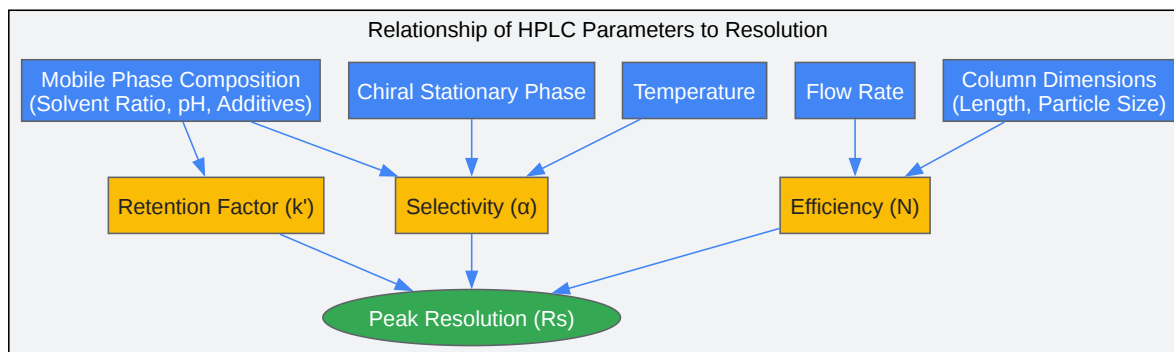 Relationship of HPLC Parameters to Resolution
Mobile Phase Composition
(Solvent Ratio, pH, Additives)
Chiral Stationary Phase
Temperature
Flow Rate
Column Dimensions
(Length, Particle Size)
Retention Factor (k')
Selectivity (α)
Efficiency (N)
Peak Resolution (Rs)